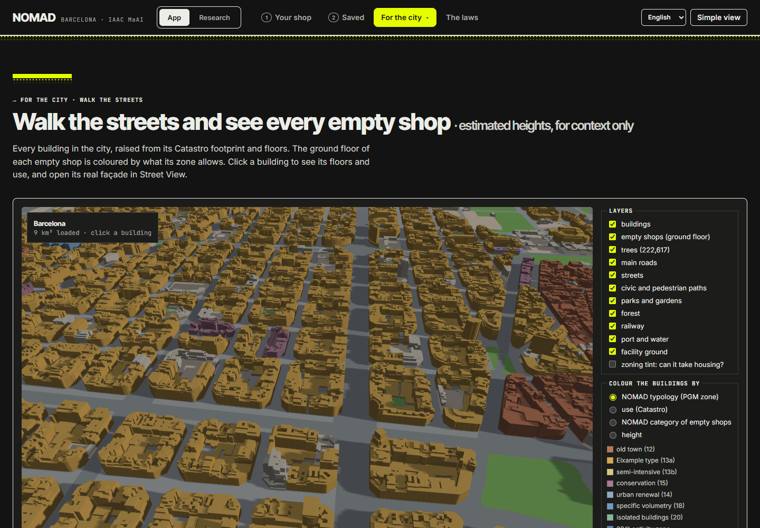 NOMAD BARCELONA · IAAC MaAI
App
Research
1 Your shop
2 Saved
For the city
The laws
English
Simple view
FOR THE CITY · WALK THE STREETS
Walk the streets and see every empty shop · estimated heights, for context only
Every building in the city, raised from its Catastro footprint and floors. The ground floor of
each empty shop is coloured by what its zone allows. Click a building to see its floors and
use, and open its real façade in Street View.
Barcelona
9 km² loaded · click a building
LAYERS
buildings
empty shops (ground floor)
trees (222,617)
main roads
streets
civic and pedestrian paths
parks and gardens
forest
railway
port and water
facility ground
zoning tint: can it take housing?
COLOUR THE BUILDINGS BY
NOMAD typology (PGM zone)
use (Catastro)
NOMAD category of empty shops
height
old town (12)
Eixample type (13a)
semi-intensive (13b)
conservation (15)
urban renewal (14)
specific volumetry (18)
isolated buildings (20)